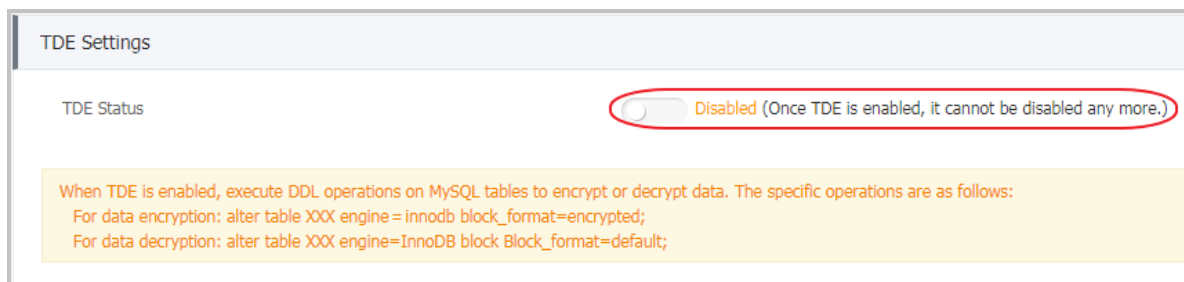 TDE Settings
TDE Status
Disabled (Once TDE is enabled, it cannot be disabled any more.)
When TDE is enabled, execute DDL operations on MySQL tables to encrypt or decrypt data. The specific operations are as follows:
For data encryption: alter table XXX engine=innodb block_format=encrypted;
For data decryption: alter table XXX engine=InnoDB block Block_format=default;